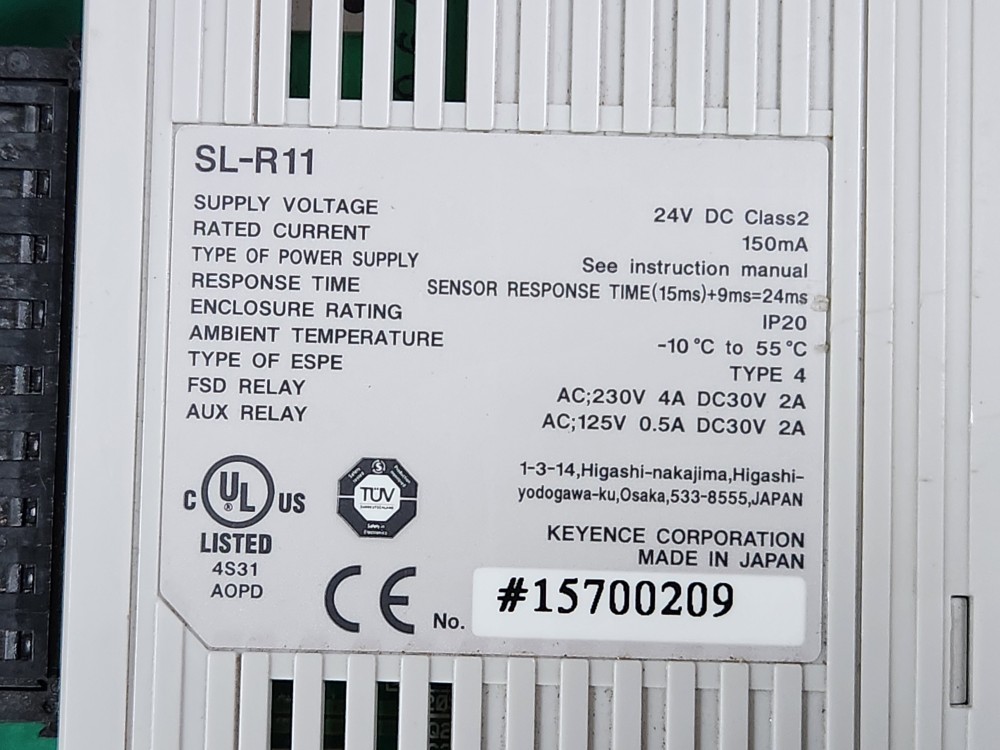 SL-R11
SUPPLY VOLTAGE 24V DC Class2
RATED CURRENT 150mA
TYPE OF POWER SUPPLY See instruction manual
RESPONSE TIME SENSOR RESPONSE TIME(15ms)+9ms=24ms
ENCLOSURE RATING IP20
AMBIENT TEMPERATURE -10°C to 55°C
TYPE OF ESPE TYPE 4
FSD RELAY AC;230V 4A DC30V 2A
AUX RELAY AC;125V 0.5A DC30V 2A
C UL ® US
LISTED
4S31
AOPD
TÜV
CE
1-3-14,Higashi-nakajima,Higashi-
yodogawa-ku,Osaka,533-8555,JAPAN
KEYENCE CORPORATION
MADE IN JAPAN
No. #15700209